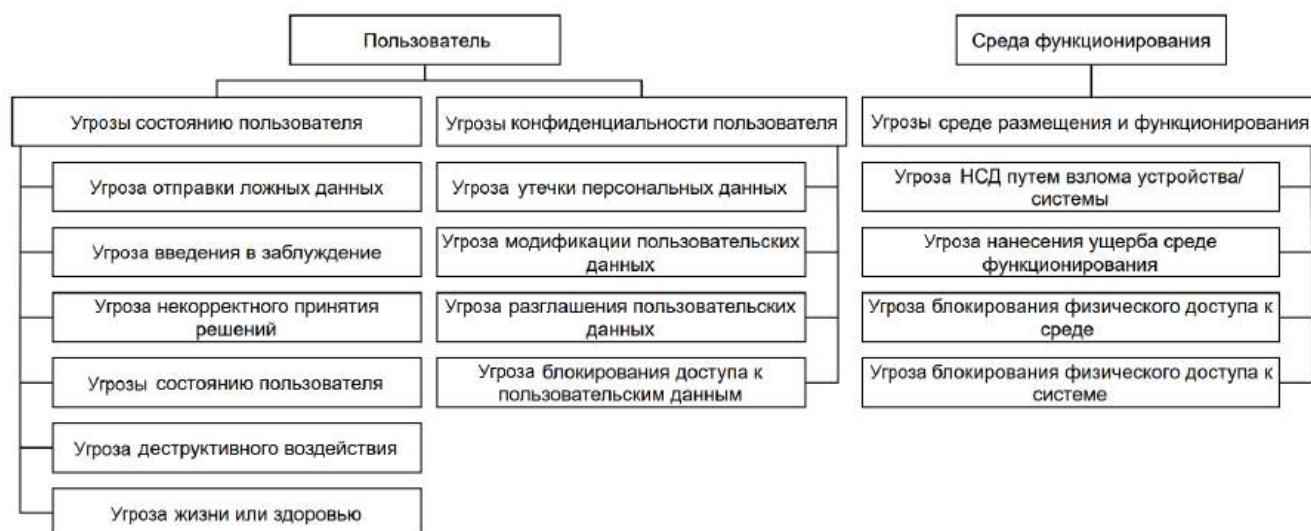 Пользователь
Среда функционирования
Угрозы состоянию пользователя
Угрозы конфиденциальности пользователя
Угрозы среде размещения и функционирования
Угроза отправки ложных данных
Угроза утечки персональных данных
Угроза НСД путем взлома устройства/
системы
Угроза введения в заблуждение
Угроза модификации пользовательских
данных
Угроза нанесения ущерба среде
функционирования
Угроза некорректного принятия
решений
Угроза разглашения пользовательских
данных
Угроза блокирования физического доступа к
среде
Угрозы состоянию пользователя
Угроза блокирования доступа к
пользовательским данным
Угроза блокирования физического доступа к
системе
Угроза деструктивного воздействия
Угроза жизни или здоровью